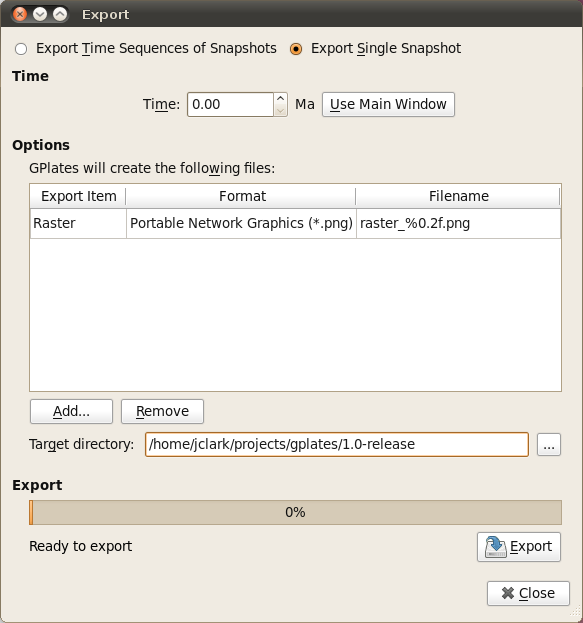 Export
Export Time Sequences of Snapshots Export Single Snapshot
Time
Time: 0.00 Ma Use Main Window
Options
GPlates will create the following files:
Export Item Format Filename
Raster Portable Network Graphics (*.png) raster_%0.2f.png
Add... Remove
Target directory: /home/jclark/projects/gplates/1.0-release ...
Export
0%
Ready to export Export
Close